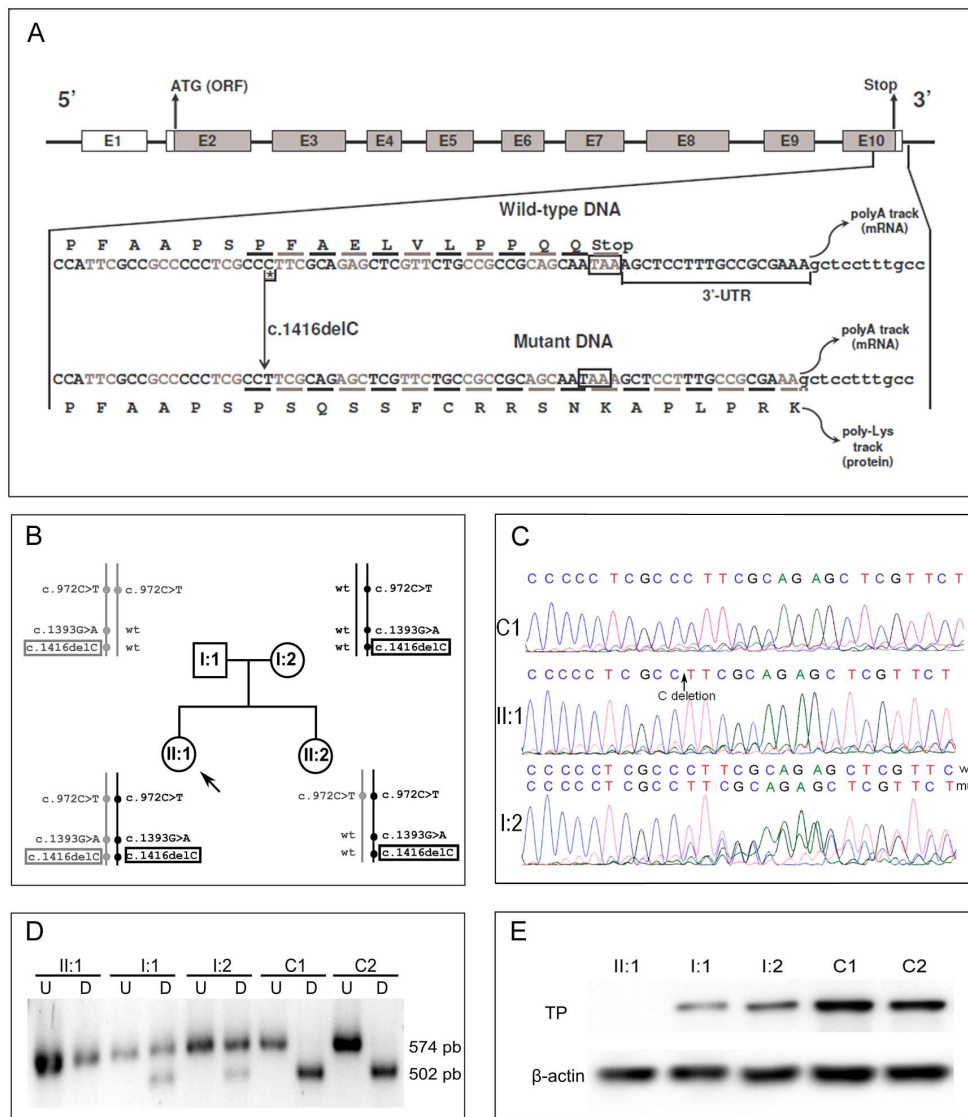 A
ATG (ORF)
Stop
5’
3’
E1 E2 E3 E4 E5 E6 E7 E8 E9 E10
Wild-type DNA
polyA track
(mRNA)
P F A A P S P F A E L V L P P Q Q Stop
CCATTCGCCGCCCCCTCGCCCTTCGCAGAGCTCGTTCTGCCGCCGCAGCAATAAAGCTCCTTTGCCGCGAAAgctcctttgcc
*
3’-UTR
c.1416delC
Mutant DNA
polyA track
(mRNA)
CCATTCGCCGCCCCCTCGCCTTCGCAGAGCTCGTTCTGCCGCCGCAGCAATAAAGCTCCTTTGCCGCGAAAgctcctttgcc
P F A A P S P S Q S S F C R R S N K A P L P R K
poly-Lys
track
(protein)
B
c.972C>T c.972C>T
c.1393G>A wt
c.1416delC wt
wt c.972C>T
wt c.1393G>A
wt c.1416delC
I:1 I:2
II:1 II:2
c.972C>T c.972C>T
c.1393G>A c.1393G>A
c.1416delC c.1416delC
c.972C>T c.972C>T
wt c.1393G>A
wt c.1416delC
C
C C C C C T C G C C C T T C G C A G A G C T C G T T C T
C1
C C C C C T C G C C T T C G C A G A G C T C G T T C T
C deletion
II:1
C C C C C T C G C C C T T C G C A G A G C T C G T T C w
C C C C C T C G C C T T C G C A G A G C T C G T T C T mu
I:2
D
II:1 I:1 I:2 C1 C2
U D U D U D U D U D
574 pb
502 pb
E
II:1 I:1 I:2 C1 C2
TP
β-actin